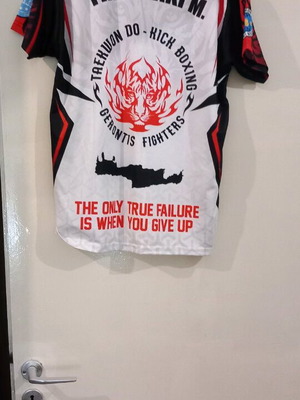 TAEKWON DO - KICK BOXING
GERONTIS FIGHTERS
THE ONLY TRUE FAILURE
IS WHEN YOU GIVE UP